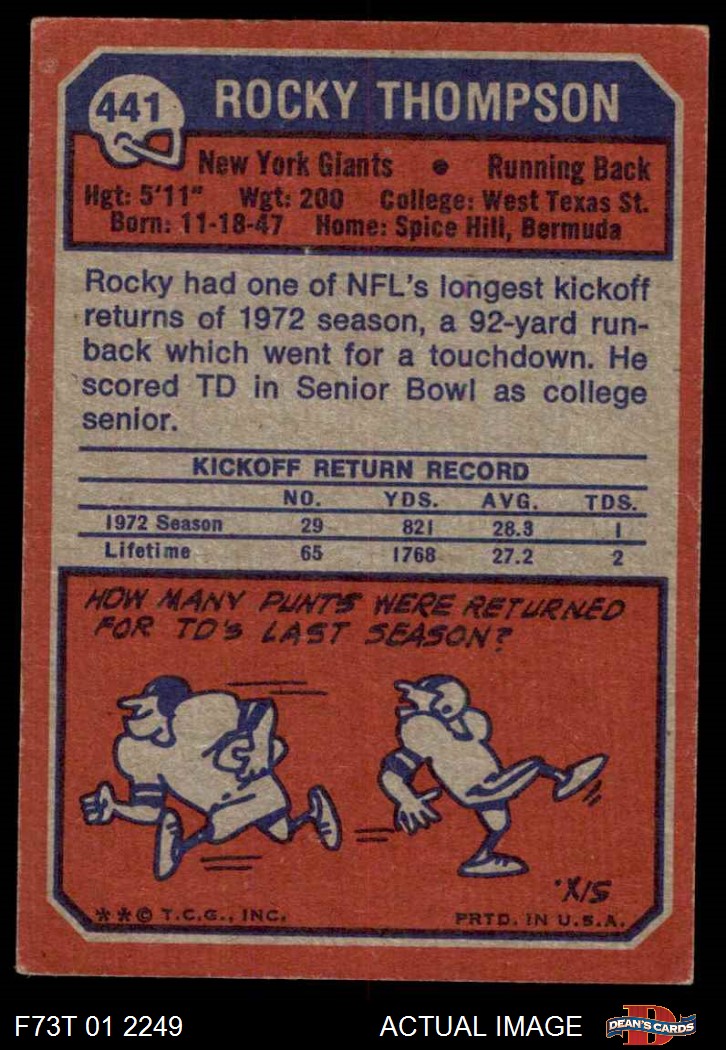 441
ROCKY THOMPSON
New York Giants • Running Back
Hgt: 5'11" Wgt: 200 College: West Texas St.
Born: 11-18-47 Home: Spice Hill, Bermuda
Rocky had one of NFL's longest kickoff
returns of 1972 season, a 92-yard run-
back which went for a touchdown. He
scored TD in Senior Bowl as college
senior.
KICKOFF RETURN RECORD
NO. YDS. AVG. TDS.
1972 Season 29 821 28.3 1
Lifetime 65 1768 27.2 2
HOW MANY PUNTS WERE RETURNED
FOR TD'S LAST SEASON?
XIS
**© T.C.G., INC. PRTD. IN U.S.A.
F73T 01 2249 ACTUAL IMAGE
D
DEAN'S CARDS